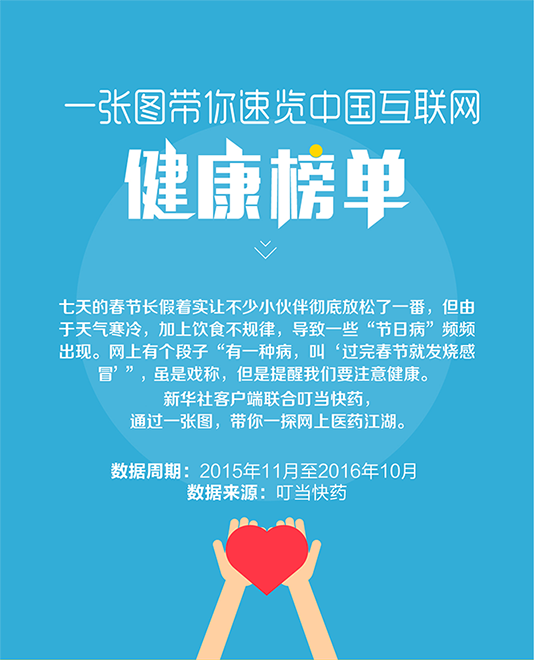 一张图带你速览中国互联网
健康榜单
七天的春节长假着实让不少小伙伴彻底放松了一番，但由
于天气寒冷，加上饮食不规律，导致一些“节日病”频频
出现。网上有个段子“有一种病，叫‘过完春节就发烧感
冒’”，虽是戏称，但是提醒我们要注意健康。
新华社客户端联合叮当快药，
通过一张图，带你一探网上医药江湖。
数据周期：2015年11月至2016年10月
数据来源：叮当快药